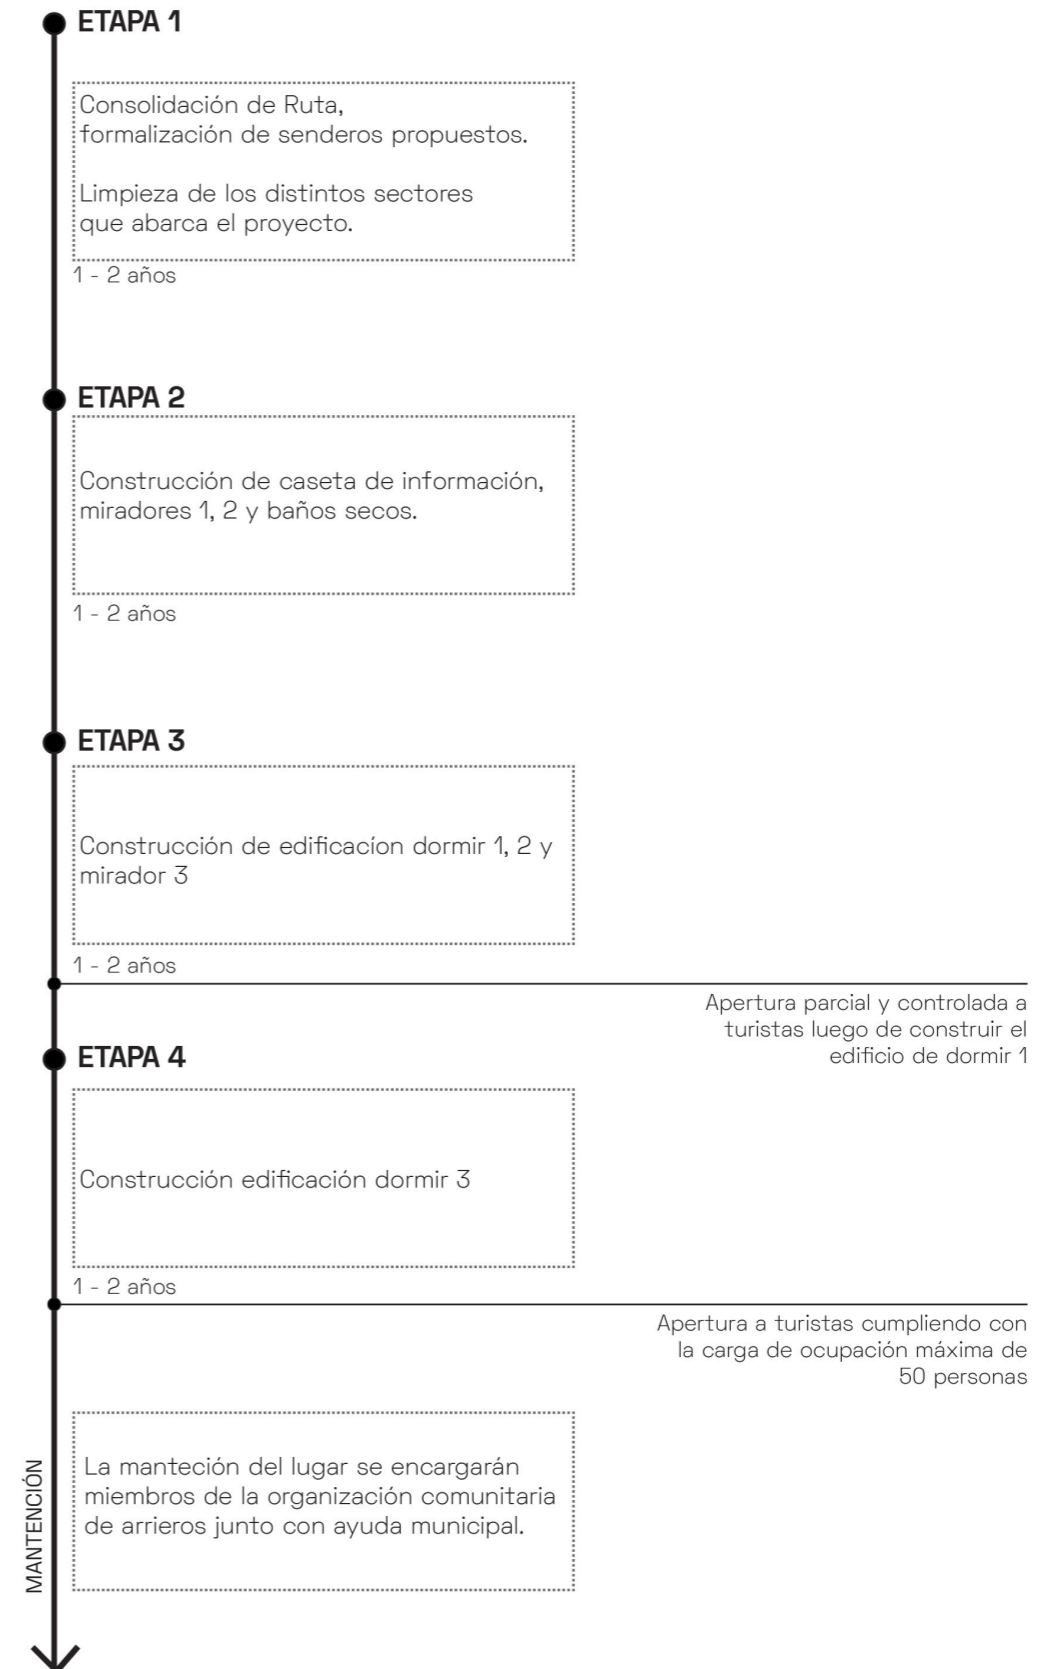 ETAPA 1
Consolidación de Ruta,
formalización de senderos propuestos.
Limpieza de los distintos sectores
que abarca el proyecto.
1 - 2 años
ETAPA 2
Construcción de caseta de información,
miradores 1, 2 y baños secos.
1 - 2 años
ETAPA 3
Construcción de edificacíon dormir 1, 2 y
mirador 3
1 - 2 años
Apertura parcial y controlada a
turistas luego de construir el
edificio de dormir 1
ETAPA 4
Construcción edificación dormir 3
1 - 2 años
Apertura a turistas cumpliendo con
la carga de ocupación máxima de
50 personas
MANTENCIÓN
La manteción del lugar se encargarán
miembros de la organización comunitaria
de arrieros junto con ayuda municipal.